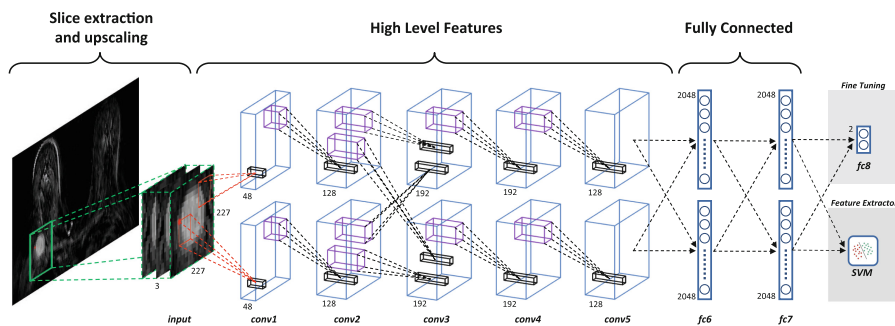 Slice extraction
and upscaling
High Level Features
Fully Connected
2048
2048
Fine Tuning
2
fc8
48
128
192
192
128
227
227
3
Feature Extractor
SVM
48
128
192
192
128
2048
2048
input
conv1
conv2
conv3
conv4
conv5
fc6
fc7